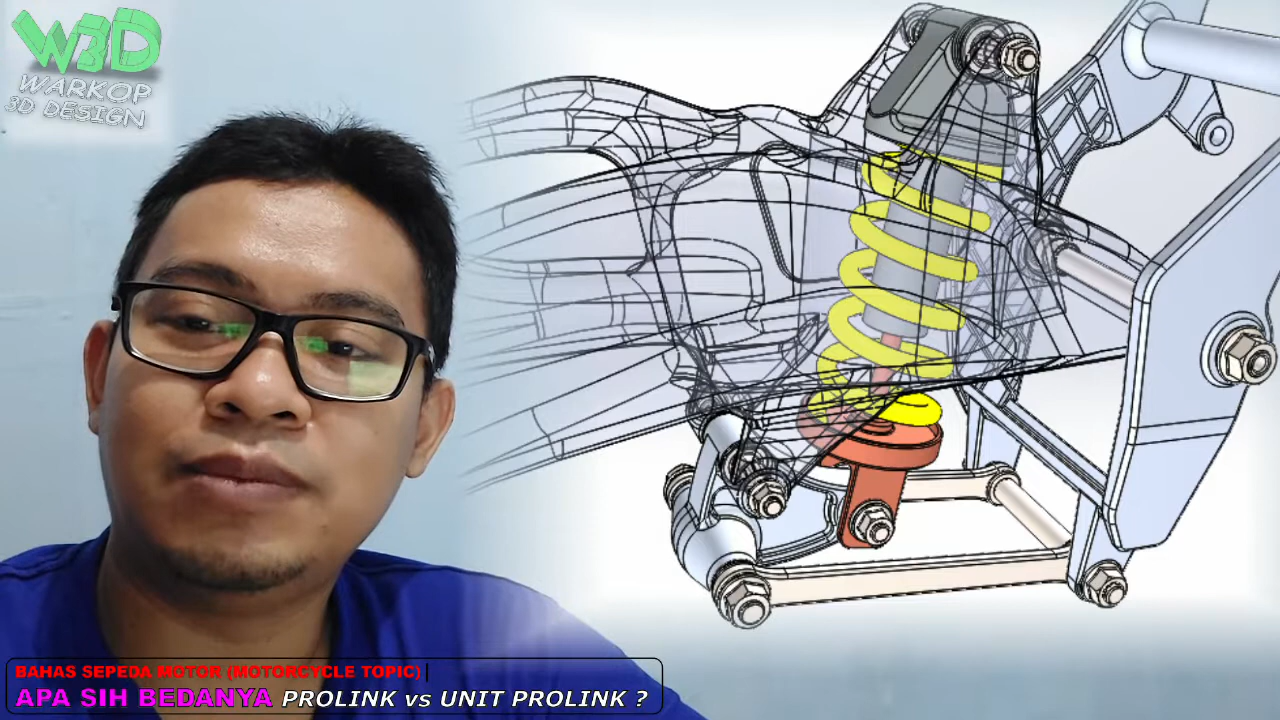 W3D
WARKOP
3D DESIGN
BAHAS SEPEDA MOTOR (MOTORCYCLE TOPIC)
APA SIH BEDANYA PROLINK vs UNIT PROLINK ?